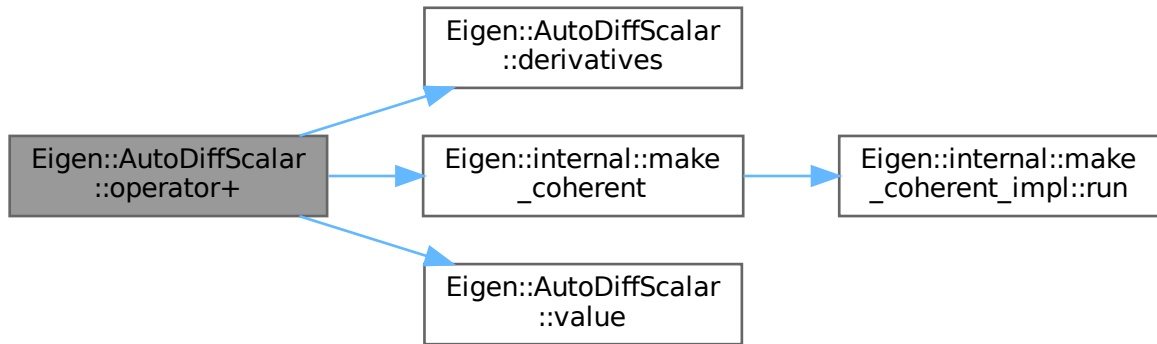 Eigen::AutoDiffScalar
::operator+
Eigen::AutoDiffScalar
::derivatives
Eigen::internal::make
_coherent
Eigen::internal::make
_coherent_impl::run
Eigen::AutoDiffScalar
::value